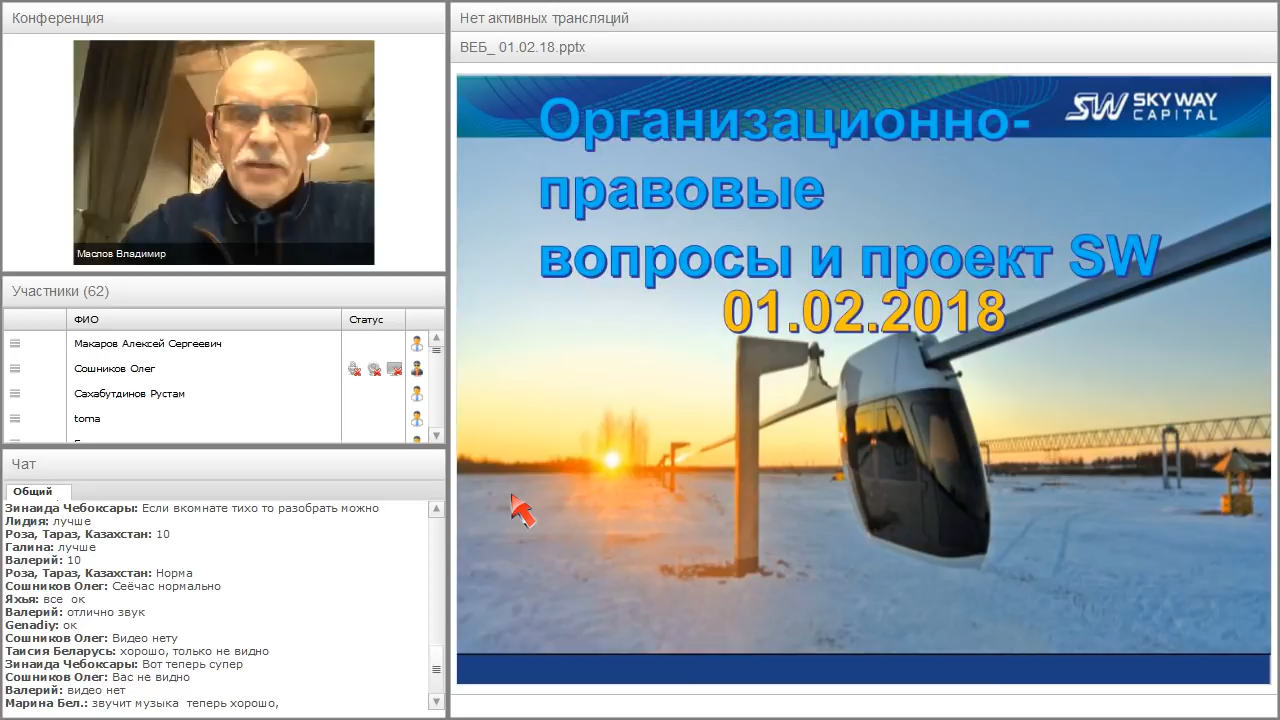 Конференция
Маслов Владимир
Участники (62)
ФИО Статус
Макаров Алексей Сергеевич
Сошников Олег
Сахабутдинов Рустам
toma
Чат
Общий
Зинаида Чебоксары: Если вкомнате тихо то разобрать можно
Лидия: лучше
Роза, Тараз, Казахстан: 10
Галина: лучше
Валерий: 10
Роза, Тараз, Казахстан: Норма
Сошников Олег: Сеёчас нормально
Яхъя: все ок
Валерий: отлично звук
Genadiy: ок
Сошников Олег: Видео нету
Таисия Беларусь: хорошо, только не видно
Зинаида Чебоксары: Вот теперь супер
Сошников Олег: Вас не видно
Валерий: видео нет
Марина Бел.: звучит музыка теперь хорошо,
Нет активных трансляций
ВЕБ_ 01.02.18.pptx
SW SKY WAY
CAPITAL
Организационно-
правовые
вопросы и проект SW
01.02.2018